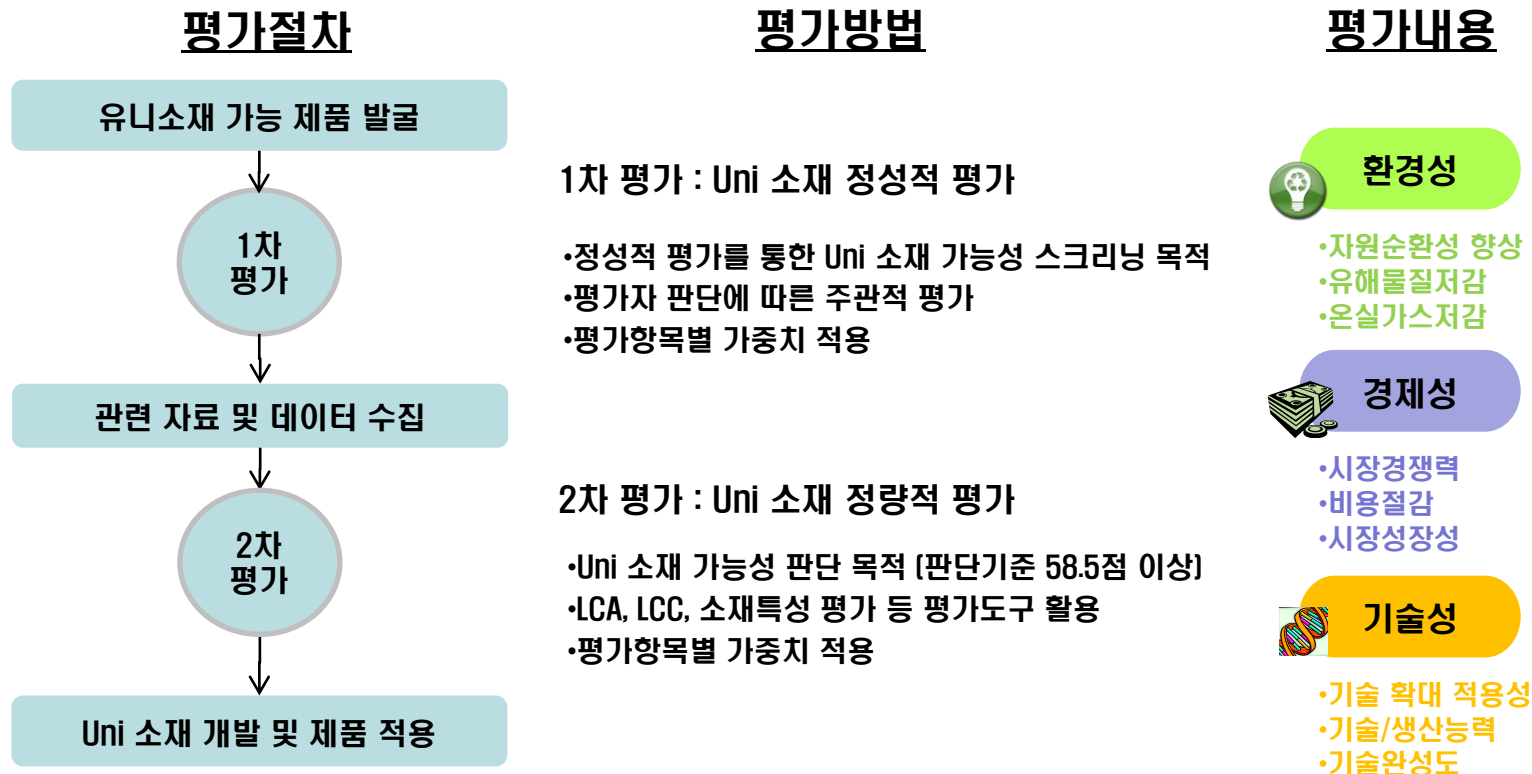 평가절차
유니소재 가능 제품 발굴
1차
평가
관련 자료 및 데이터 수집
2차
평가
Uni 소재 개발 및 제품 적용
평가방법
1차 평가 : Uni 소재 정성적 평가
•정성적 평가를 통한 Uni 소재 가능성 스크리닝 목적
•평가자 판단에 따른 주관적 평가
•평가항목별 가중치 적용
2차 평가 : Uni 소재 정량적 평가
•Uni 소재 가능성 판단 목적 (판단기준 58.5점 이상)
•LCA, LCC, 소재특성 평가 등 평가도구 활용
•평가항목별 가중치 적용
평가내용
환경성
•자원순환성 향상
•유해물질저감
•온실가스저감
경제성
•시장경쟁력
•비용절감
•시장성장성
기술성
•기술 확대 적용성
•기술/생산능력
•기술완성도